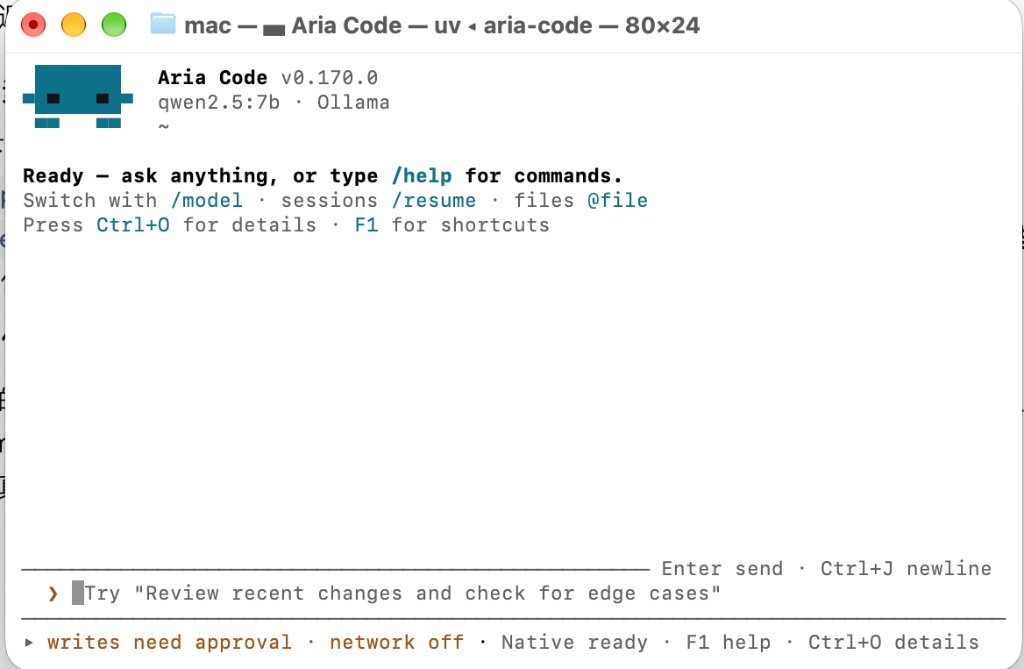 mac — Aria Code — uv ◂ aria-code — 80×24
Aria Code v0.170.0
qwen2.5:7b · Ollama
~
Ready — ask anything, or type /help for commands.
Switch with /model · sessions /resume · files @file
Press Ctrl+O for details · F1 for shortcuts
Enter send · Ctrl+J newline
❯ Try "Review recent changes and check for edge cases"
▸ writes need approval · network off · Native ready · F1 help · Ctrl+O details